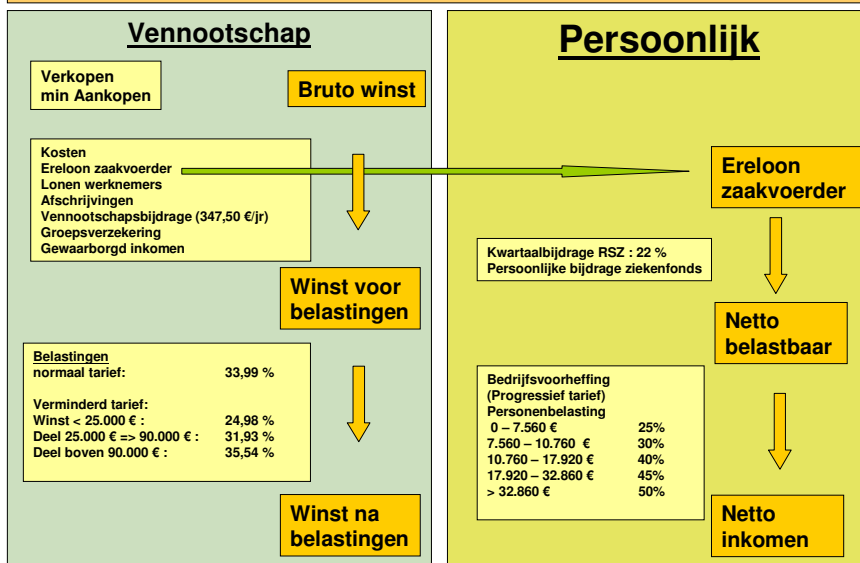 Vennootschap
Verkopen
min Aankopen
Bruto winst
Kosten
Ereloon zaakvoerder
Lonen werknemers
Afschrijvingen
Vennootschapsbijdrage (347,50 €/jr)
Groepsverzekering
Gewaarborgd inkomen
Winst voor
belastingen
Belastingen
normaal tarief: 33,99 %
Verminderd tarief:
Winst < 25.000 € : 24,98 %
Deel 25.000 € => 90.000 € : 31,93 %
Deel boven 90.000 € : 35,54 %
Winst na
belastingen
Persoonlijk
Ereloon
zaakvoerder
Kwartaalbijdrage RSZ : 22 %
Persoonlijke bijdrage ziekenfonds
Netto
belastbaar
Bedrijfsvoorheffing
(Progressief tarief)
Personenbelasting
0 – 7.560 € 25%
7.560 – 10.760 € 30%
10.760 – 17.920 € 40%
17.920 – 32.860 € 45%
> 32.860 € 50%
Netto
inkomen